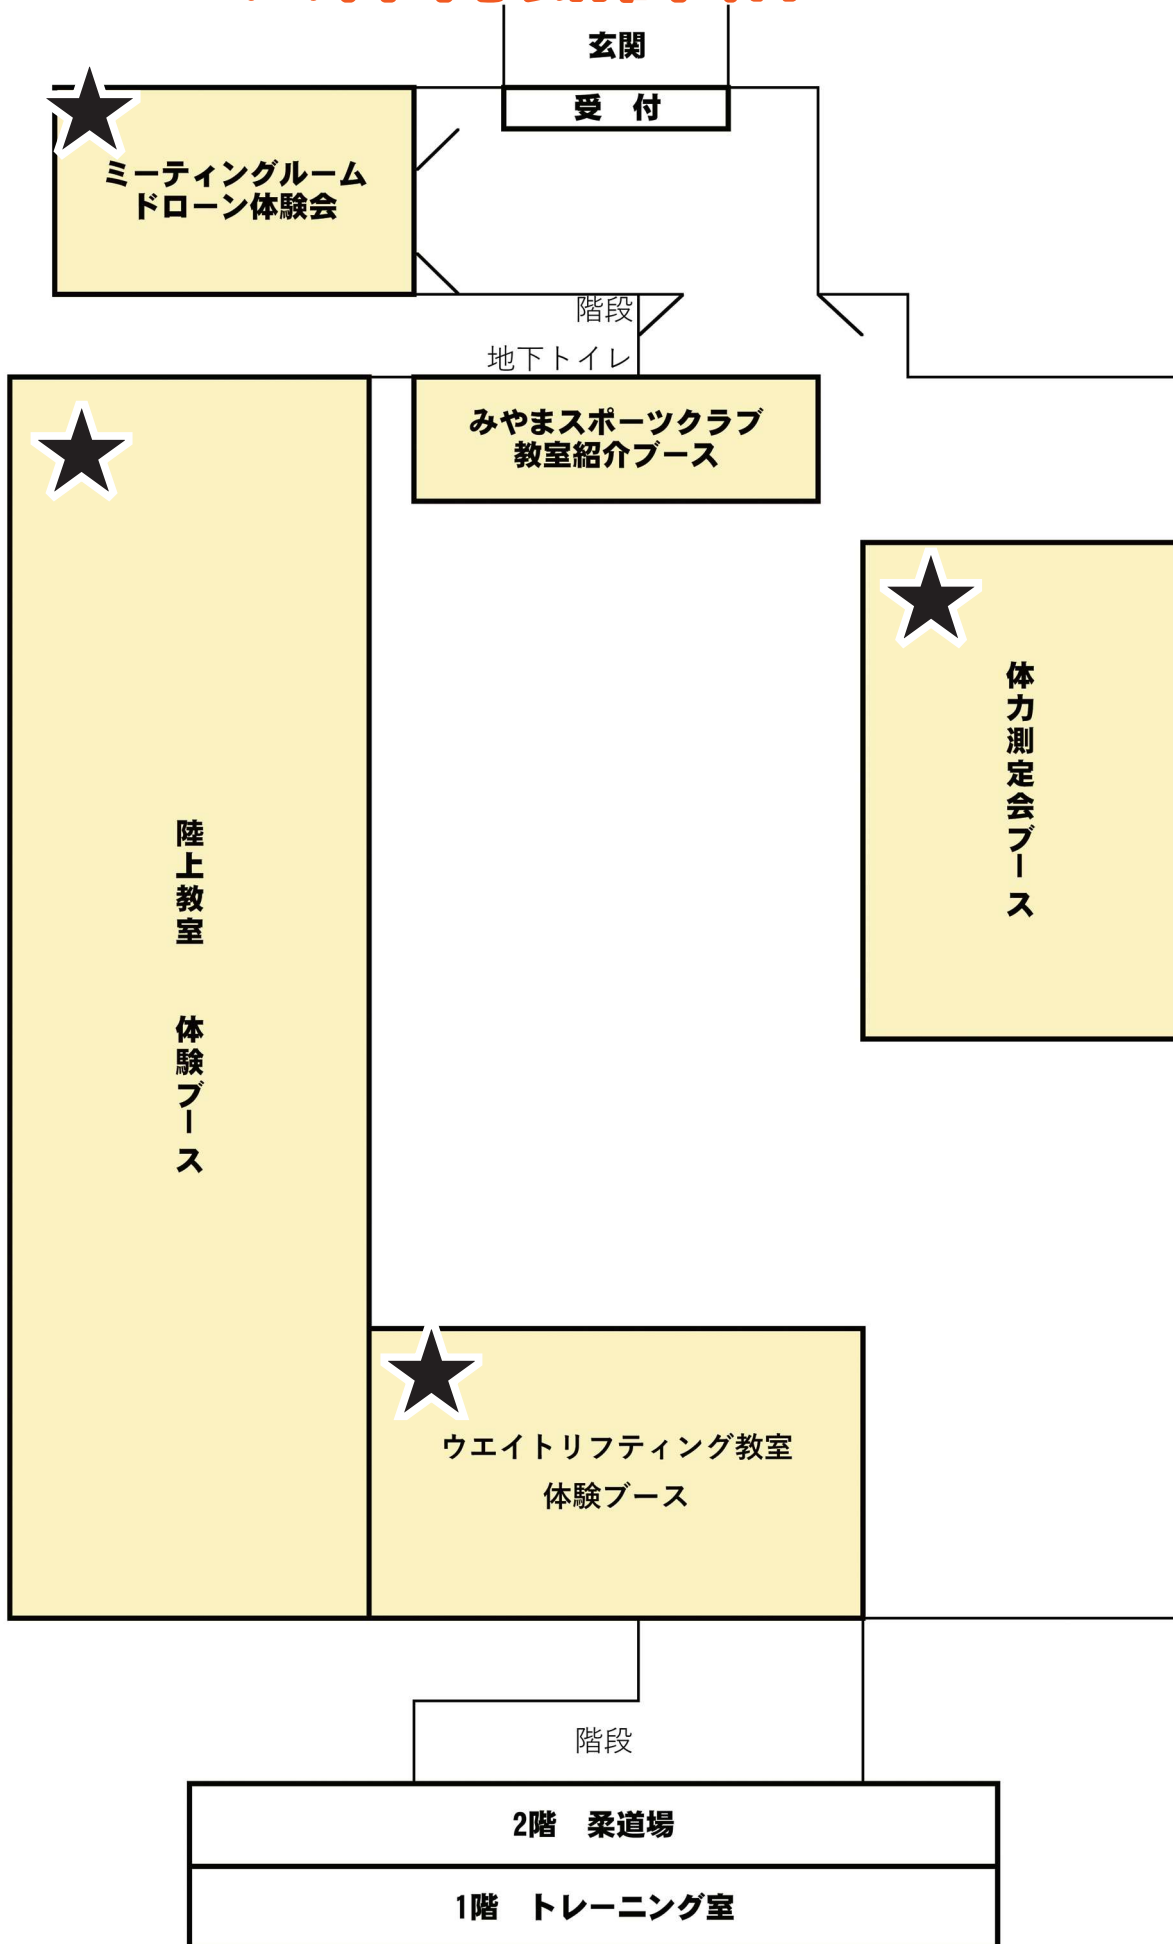 玄関
受　付
ミーティングルーム
ドローン体験会
階段
地下トイレ
みやまスポーツクラブ
教室紹介ブース
体力測定会ブース
陸上教室　体験ブース
ウエイトリフティング教室
体験ブース
階段
2階　柔道場
1階　トレーニング室